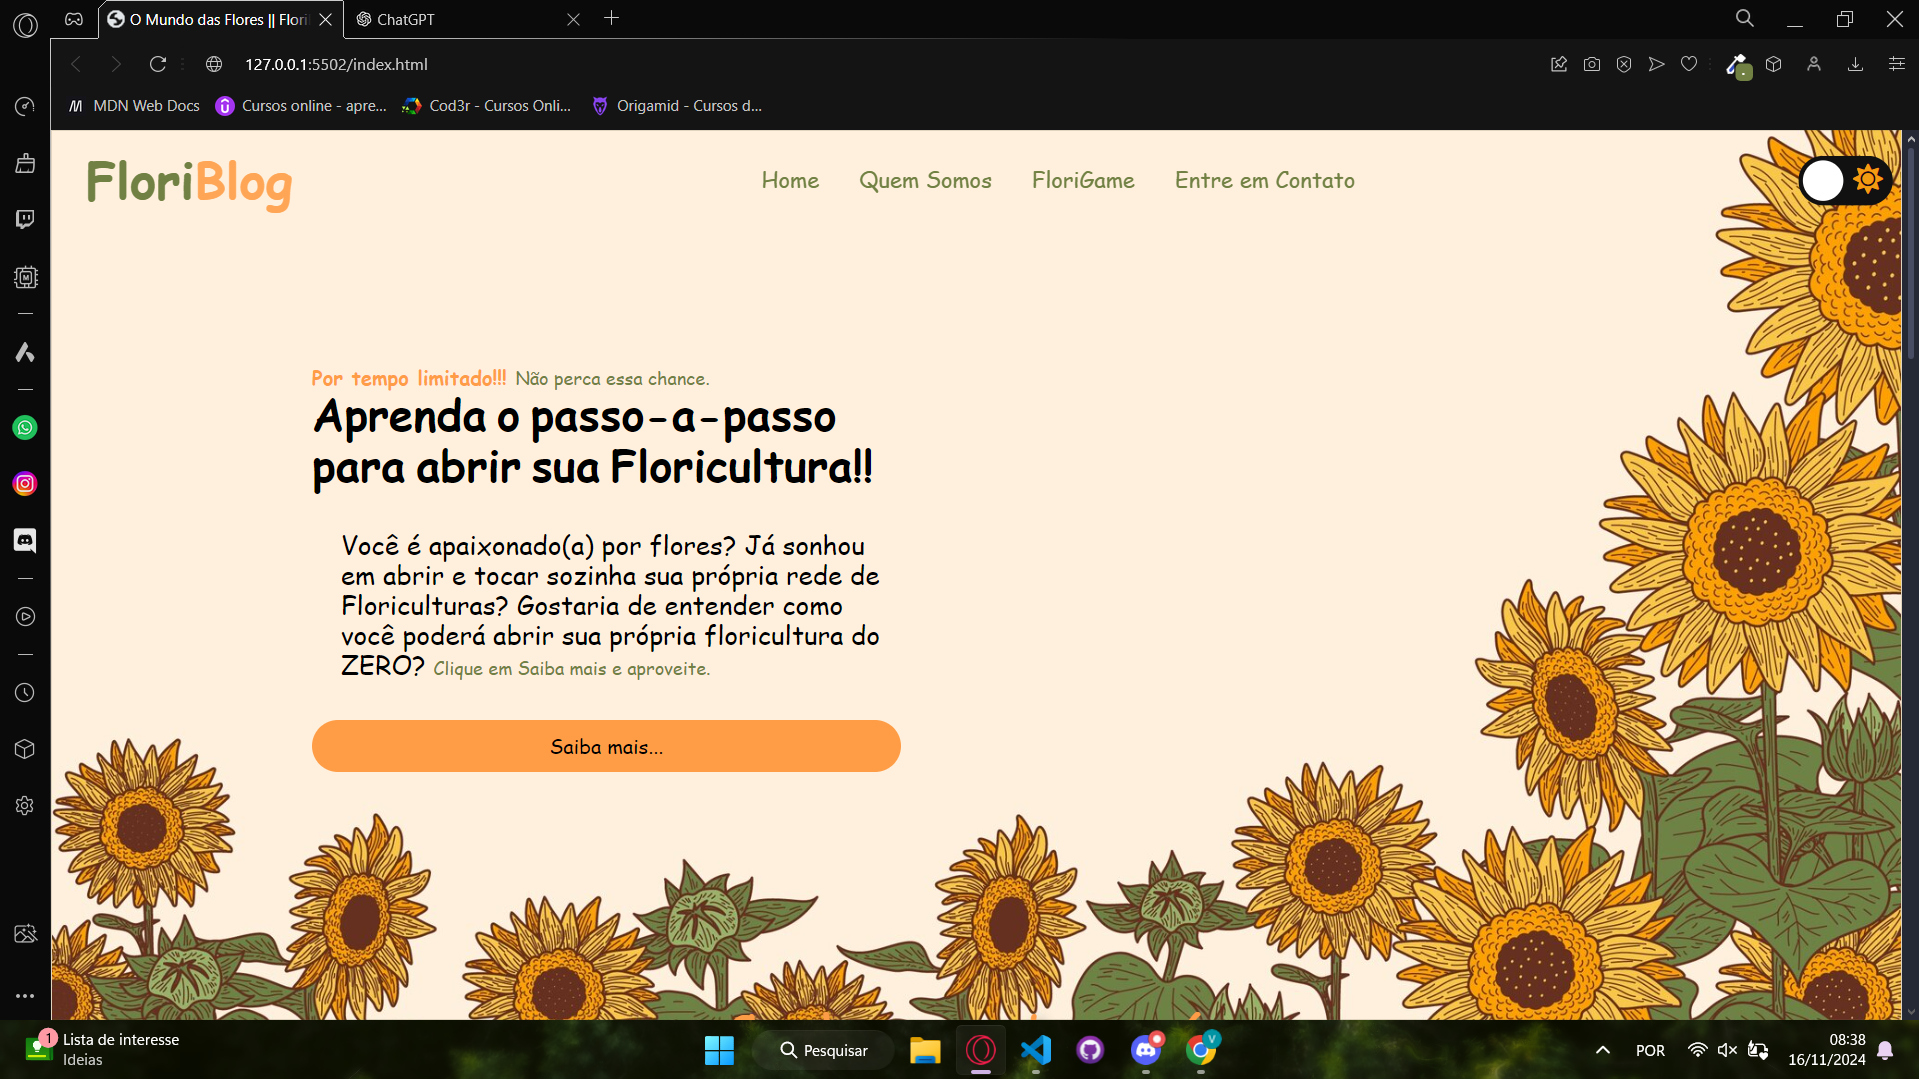 O Mundo das Flores || Flori
ChatGPT
127.0.0.1:5502/index.html
MDN Web Docs
Cursos online - apre...
Cod3r - Cursos Onli...
Origamid - Cursos d...
FloriBlog
Home
Quem Somos
FloriGame
Entre em Contato
Por tempo limitado!!! Não perca essa chance.
Aprenda o passo-a-passo
para abrir sua Floricultura!!
Você é apaixonado(a) por flores? Já sonhou
em abrir e tocar sozinha sua própria rede de
Floriculturas? Gostaria de entender como
você poderá abrir sua própria floricultura do
ZERO? Clique em Saiba mais e aproveite.
Saiba mais...
1
Lista de interesse
Ideias
Pesquisar
V
POR
08:38
16/11/2024